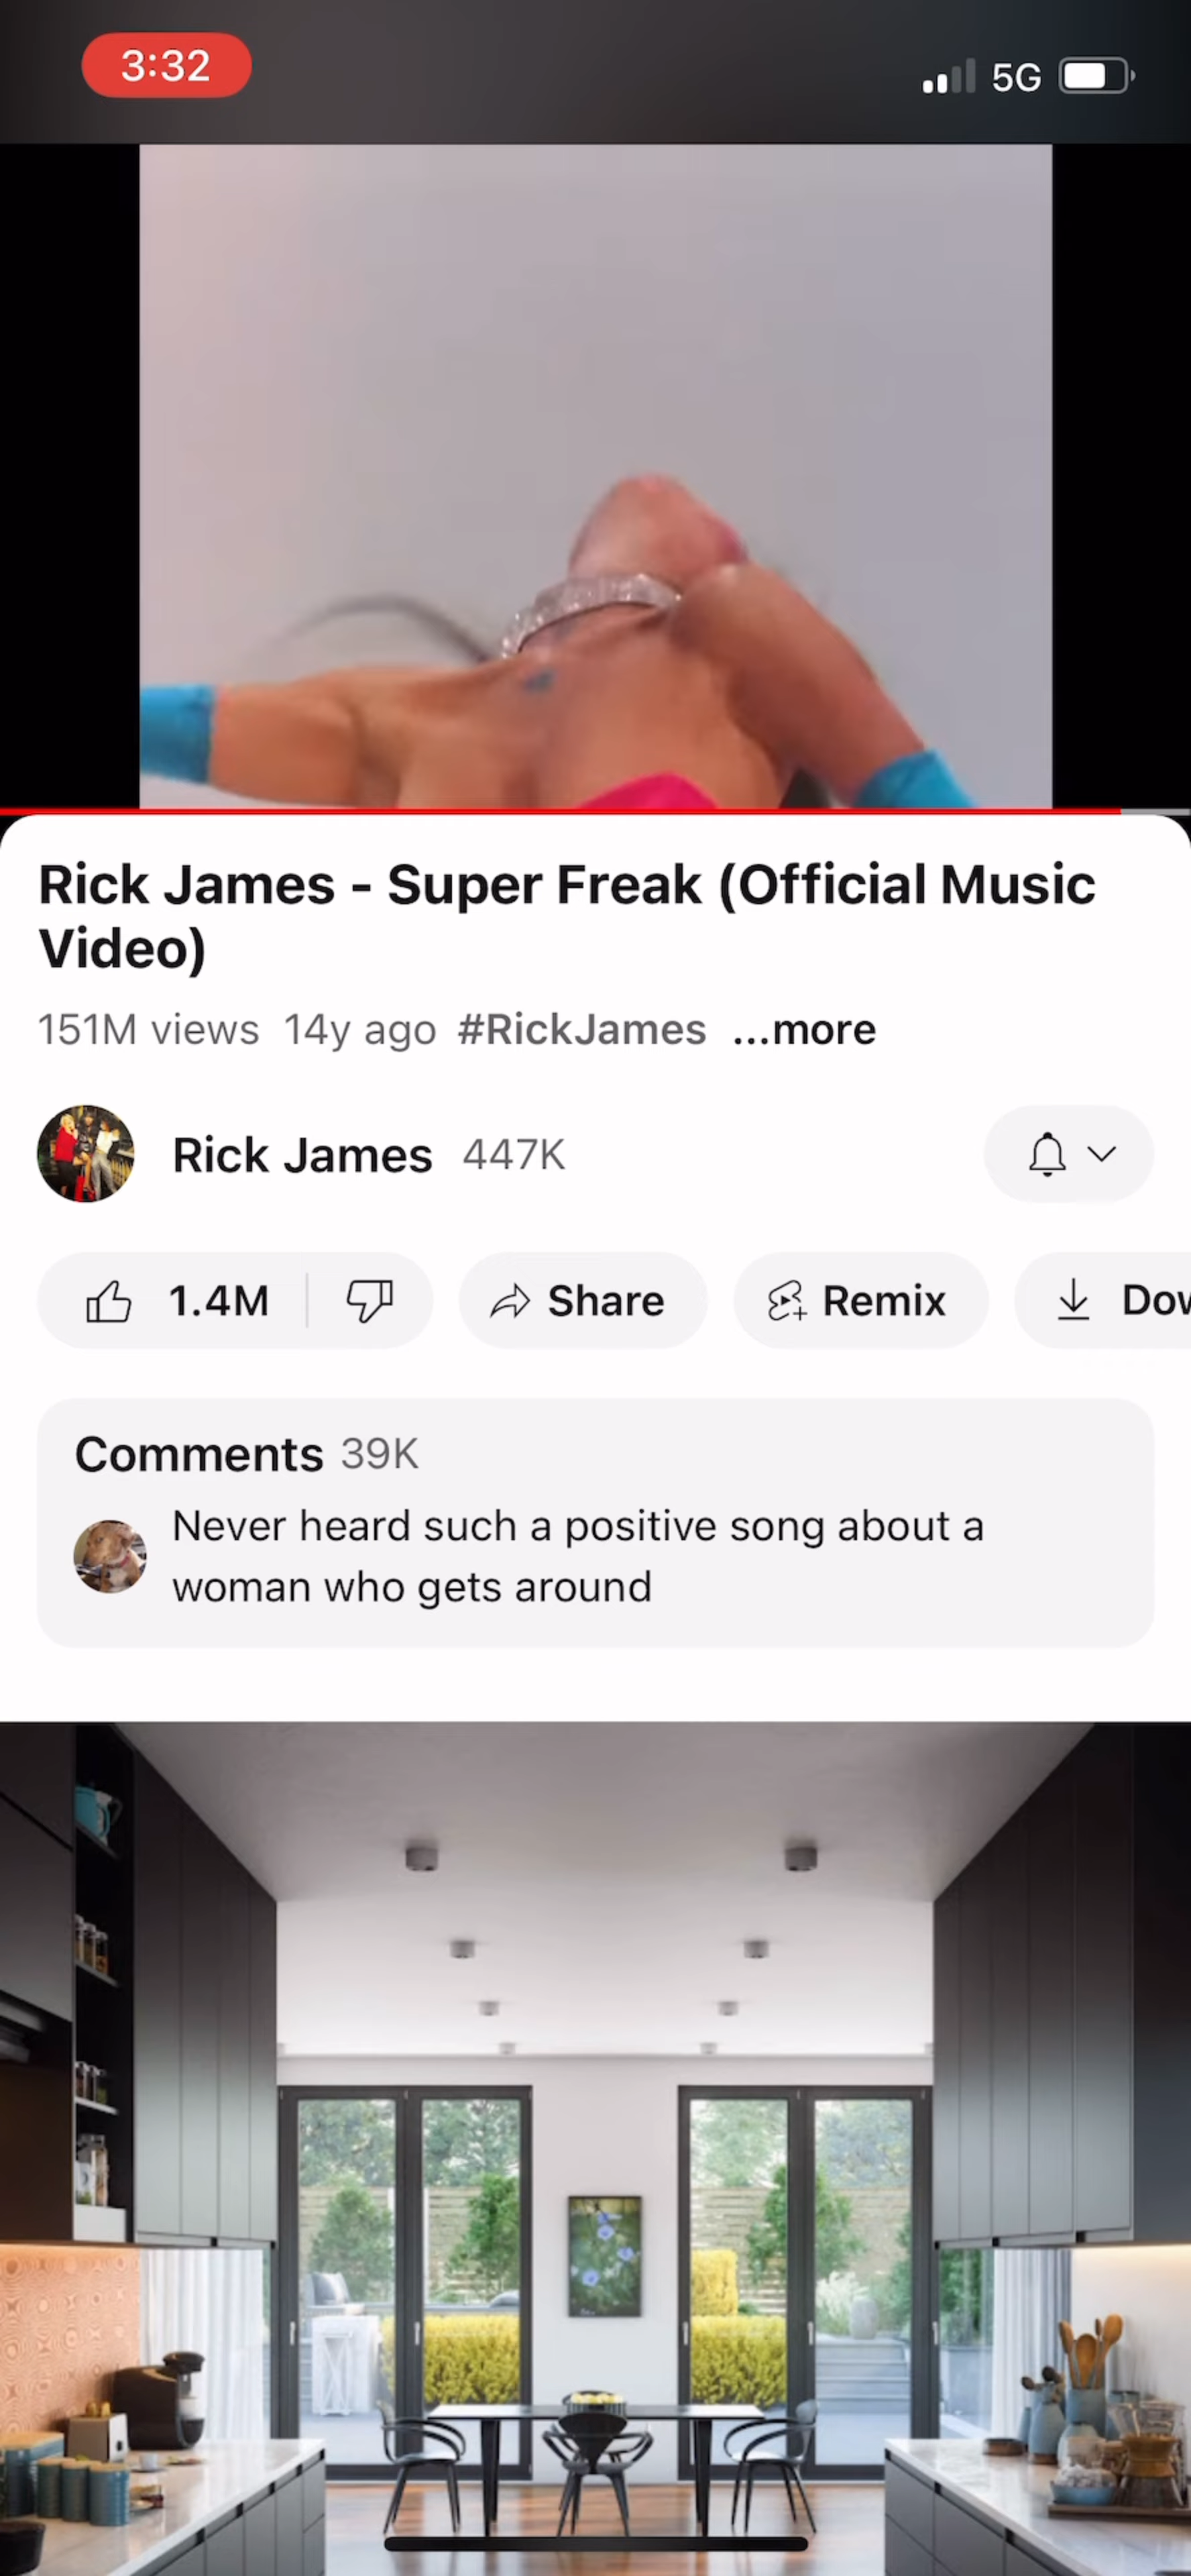 3:32
5G
Rick James - Super Freak (Official Music
Video)
151M views 14y ago #RickJames ...more
Rick James 447K
1.4M
Share
Remix
Dow
Comments 39K
Never heard such a positive song about a
woman who gets around